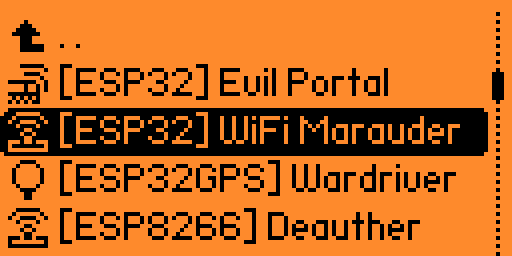 ..
[ESP32] Evil Portal
[ESP32] WiFi Marauder
[ESP32GPS] Wardriver
[ESP8266] Deauther